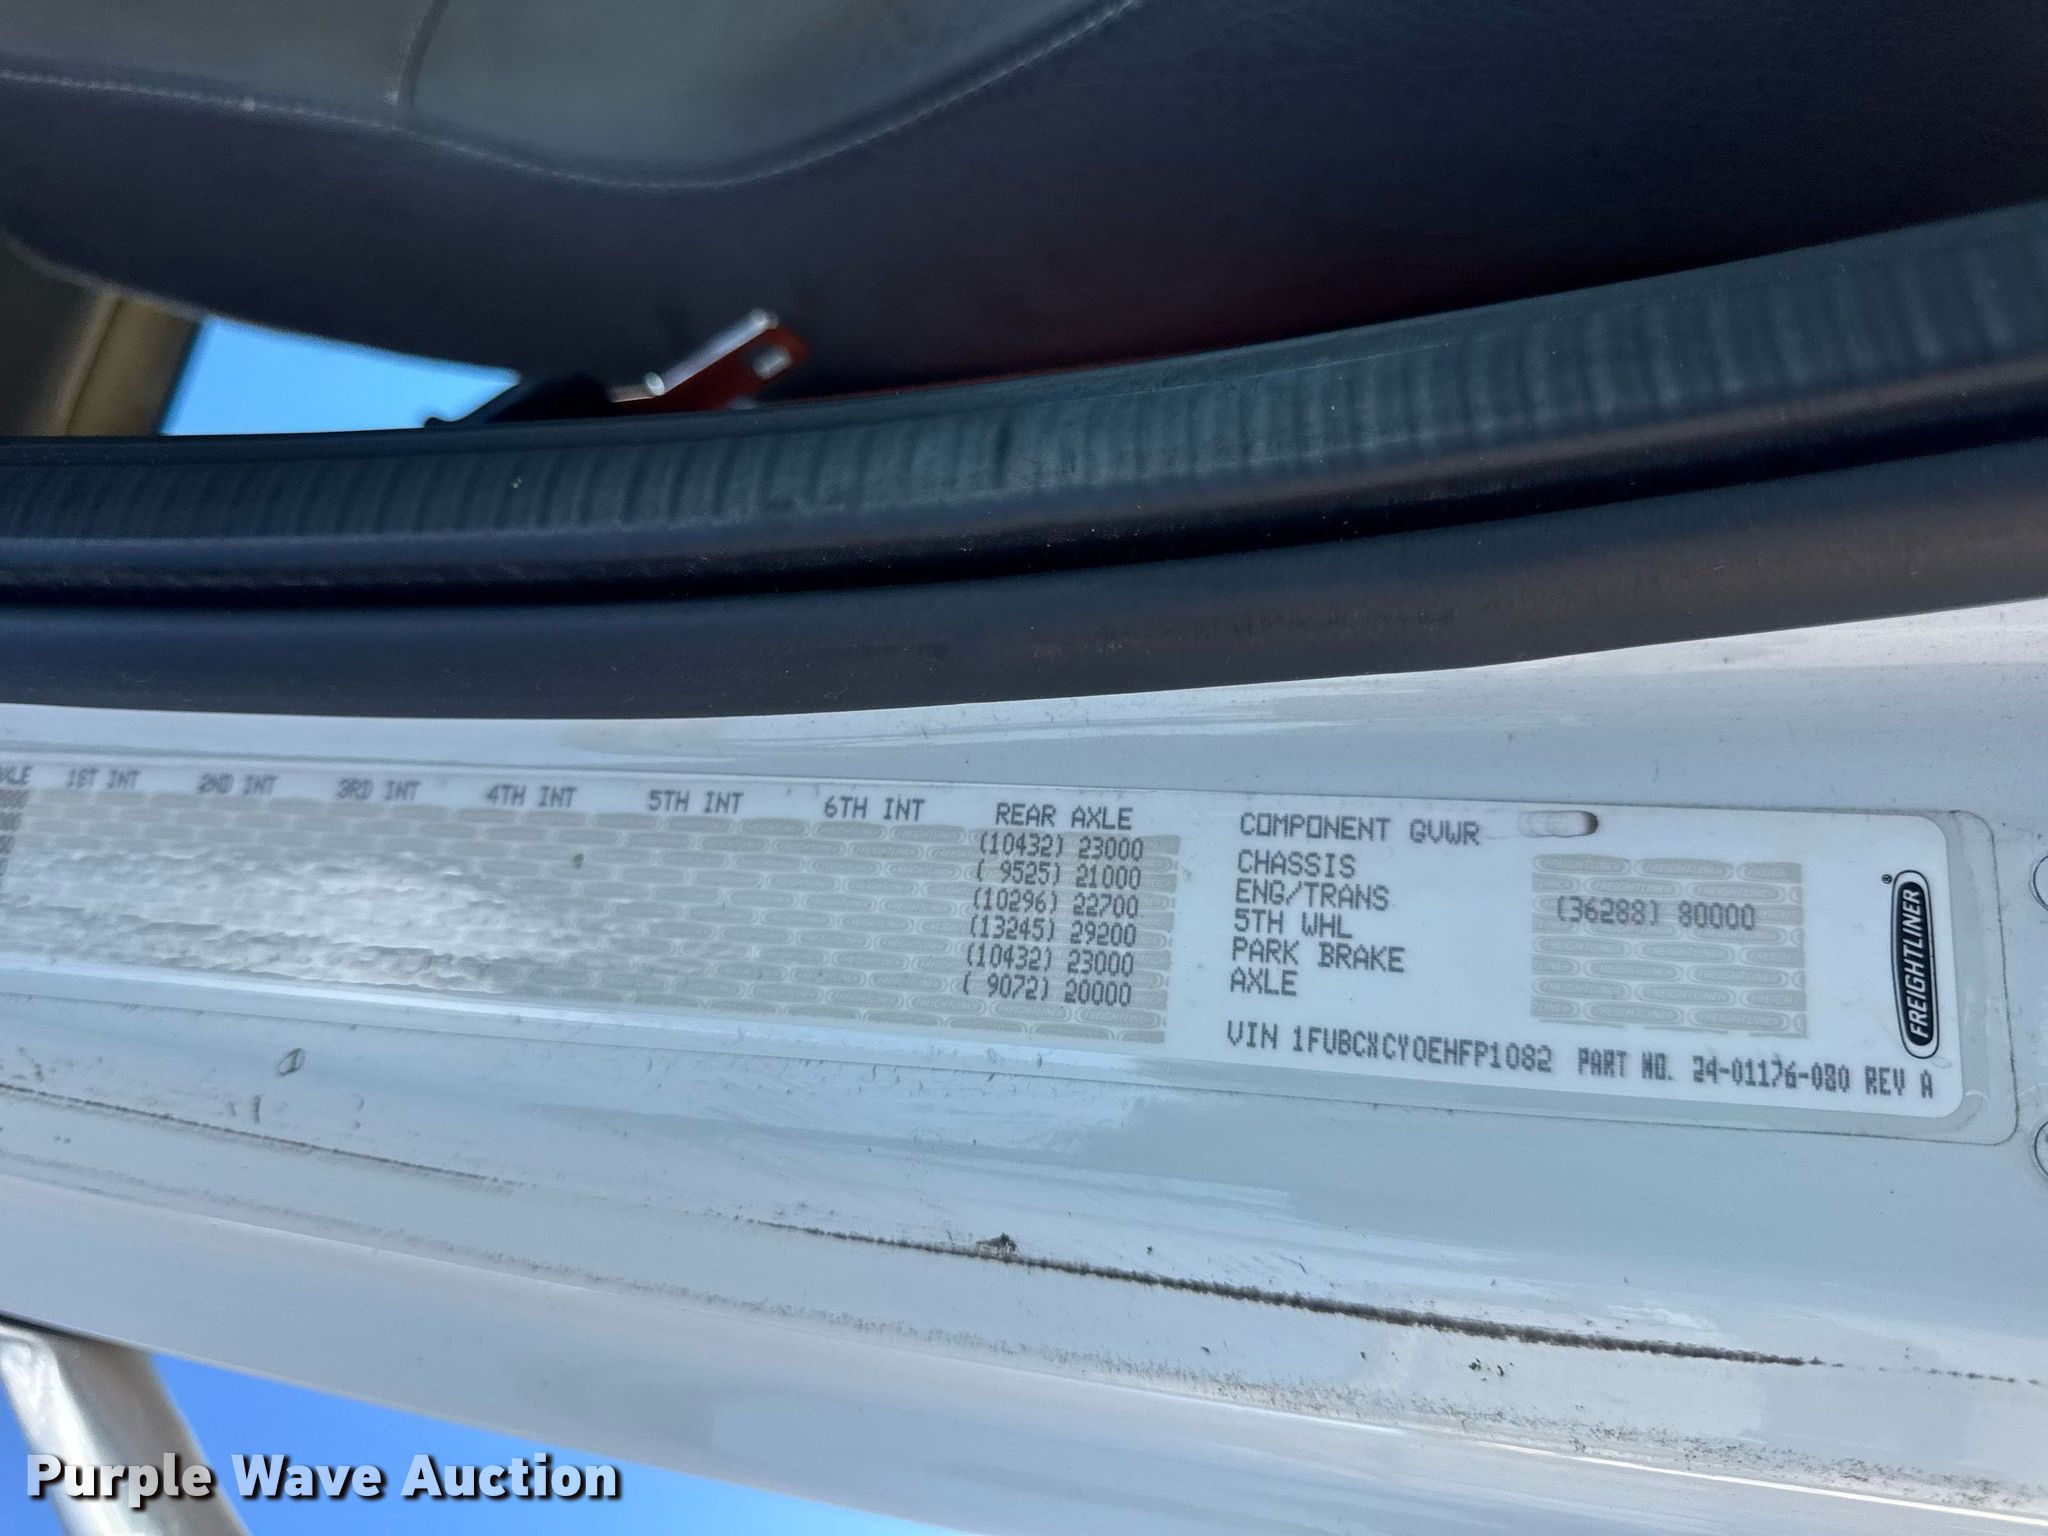 1ST INT 2ND INT 3RD INT 4TH INT 5TH INT 6TH INT REAR AXLE
(10432) 23000
( 9525) 21000
(10296) 22700
(13245) 29200
(10432) 23000
( 9072) 20000
COMPONENT GVWR
CHASSIS
ENG/TRANS
5TH WHL (36288) 80000
PARK BRAKE
AXLE
VIN 1FUBCXCY0EHFP1082 PART NO. 24-01176-080 REV A
FREIGHTLINER®
Purple Wave Auction